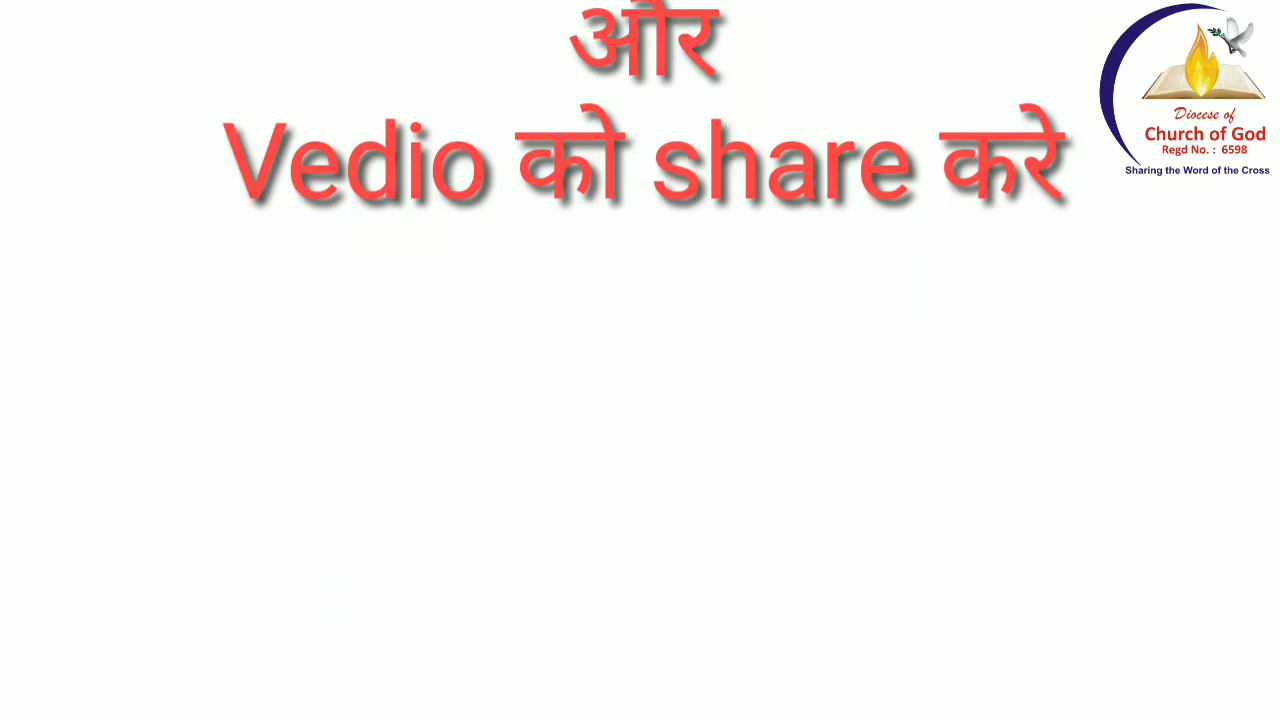 और
Vedio को share करे
Diocese of
Church of God
Regd No. : 6598
Sharing the Word of the Cross